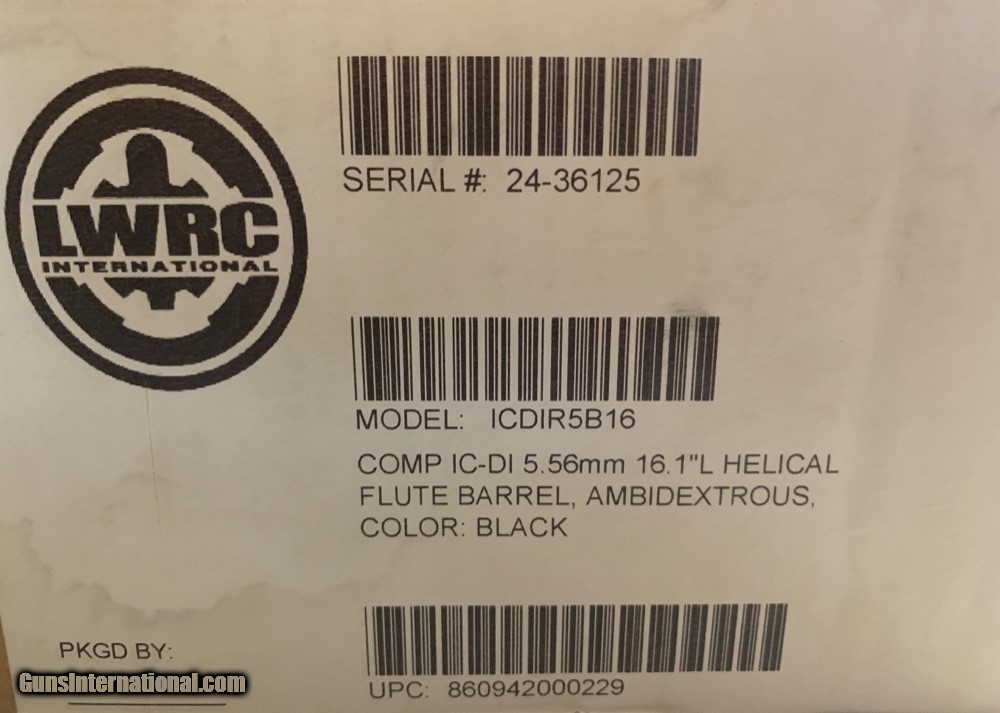 LWRC
INTERNATIONAL
SERIAL #: 24-36125
MODEL: ICDIR5B16
COMP IC-DI 5.56mm 16.1"L HELICAL
FLUTE BARREL, AMBIDEXTROUS,
COLOR: BLACK
PKGD BY:
GunsInternational.com
UPC: 860942000229